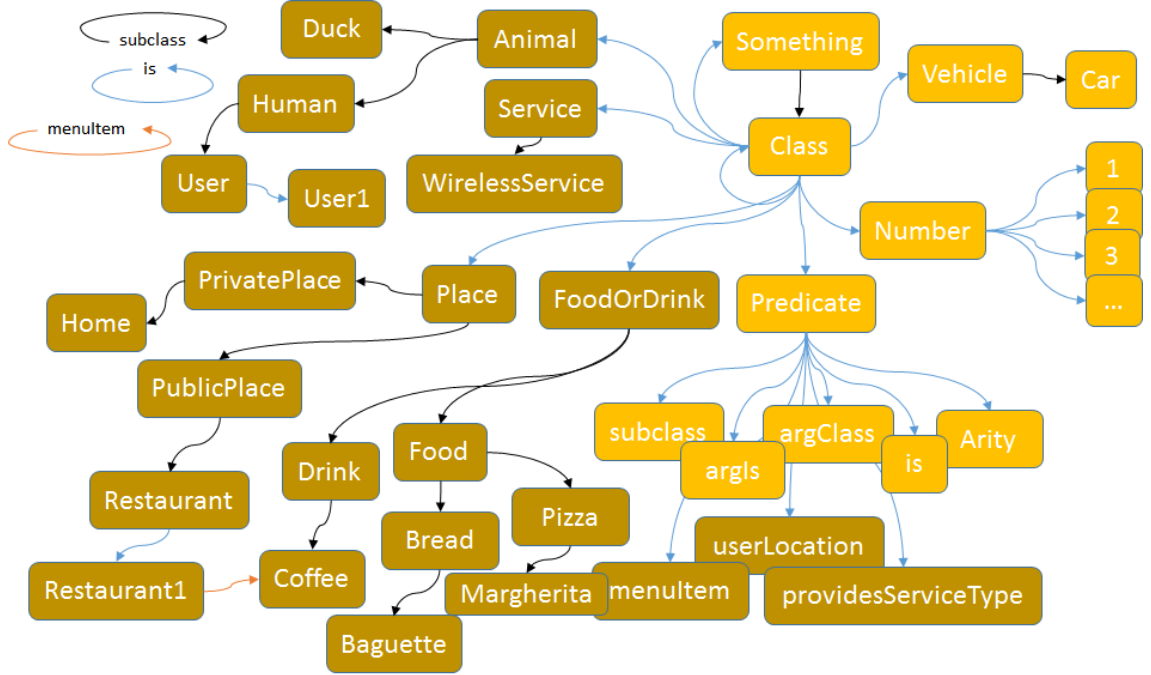 subclass
is
menuItem
Duck
Animal
Something
Vehicle
Car
Human
Service
Class
User
User1
WirelessService
Number
1
2
3
...
PrivatePlace
Place
FoodOrDrink
Predicate
Home
PublicPlace
subclass
argClass
Arity
argIs
is
Drink
Food
Restaurant
Bread
Pizza
userLocation
Restaurant1
Coffee
Margherita
menuItem
providesServiceType
Baguette